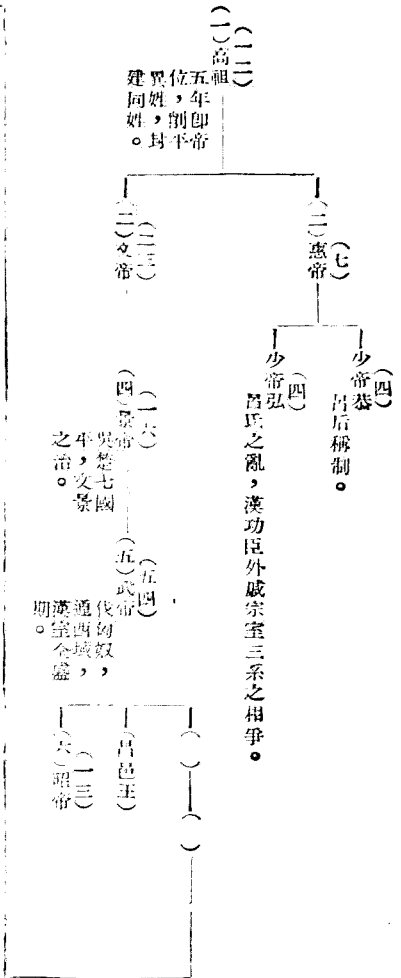 （一二）
（一）高祖
五年卽帝
位，削平
異姓，封
建同姓。
（七）
（二）惠帝
（四）
少帝恭
呂后稱制。
（四）
少帝弘
呂氏之亂，漢功臣外戚宗室三系之相爭。
（二三）
（三）文帝
（一六）
（四）景帝
吳楚七國
平，文景
之治。
（五四）
（五）武帝
伐匈奴，
通西域，
漢室全盛
期。
（　）
（　）
（昌邑王）
（一三）
（六）昭帝